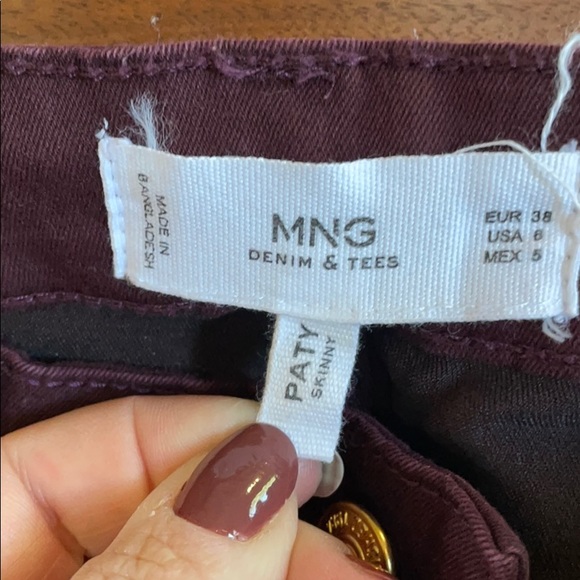 MADE IN
BANGLADESH
MNG
DENIM & TEES
EUR 38
USA 6
MEX 5
PATY
SKINNY